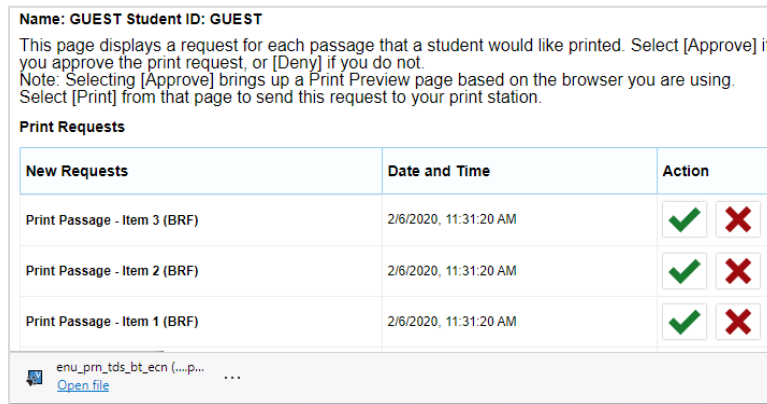 Name: GUEST Student ID: GUEST
This page displays a request for each passage that a student would like printed. Select [Approve] if
you approve the print request, or [Deny] if you do not.
Note: Selecting [Approve] brings up a Print Preview page based on the browser you are using.
Select [Print] from that page to send this request to your print station.
Print Requests
New Requests Date and Time Action
Print Passage - Item 3 (BRF) 2/6/2020, 11:31:20 AM
Print Passage - Item 2 (BRF) 2/6/2020, 11:31:20 AM
Print Passage - Item 1 (BRF) 2/6/2020, 11:31:20 AM
enu_prn_tds_bt_ecn (....p... ...
Open file